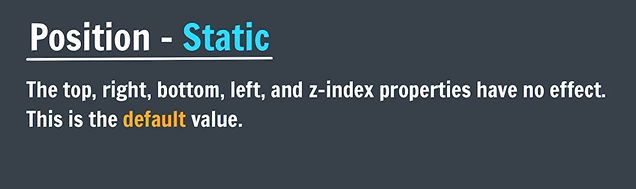 Position - Static
The top, right, bottom, left, and z-index properties have no effect.
This is the default value.